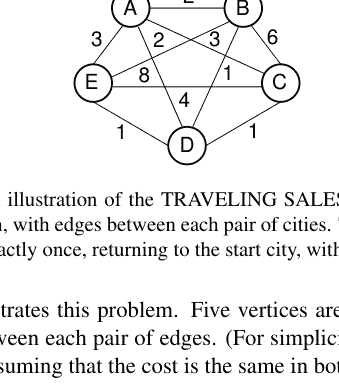 A B
3 2 3 6
E 8 1 C
4
1 1
D
illustration of the TRAVELING SALES
with edges between each pair of cities.
actly once, returning to the start city, with
trates this problem. Five vertices are
ween each pair of edges. (For simplici
suming that the cost is the same in bot